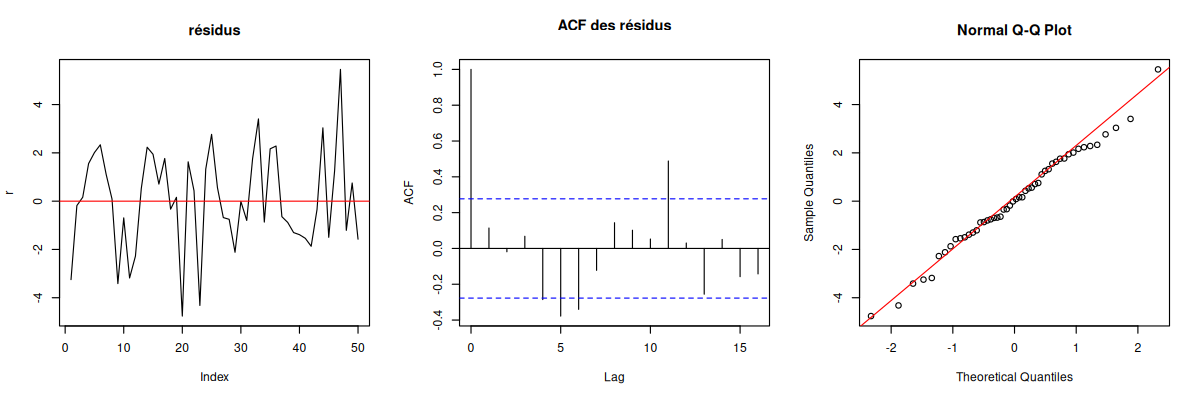 résidus
r
4
2
0
-2
-4
0 10 20 30 40 50
Index
ACF des résidus
ACF
1.0
0.8
0.6
0.4
0.2
0.0
-0.2
-0.4
0 5 10 15
Lag
Normal Q-Q Plot
Sample Quantiles
4
2
0
-2
-4
-2 -1 0 1 2
Theoretical Quantiles